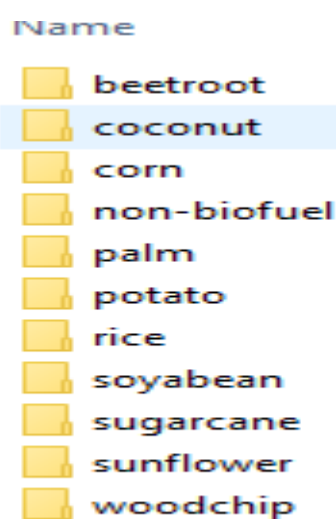 Name
beetroot
coconut
corn
non-biofuel
palm
potato
rice
soyabean
sugarcane
sunflower
woodchip